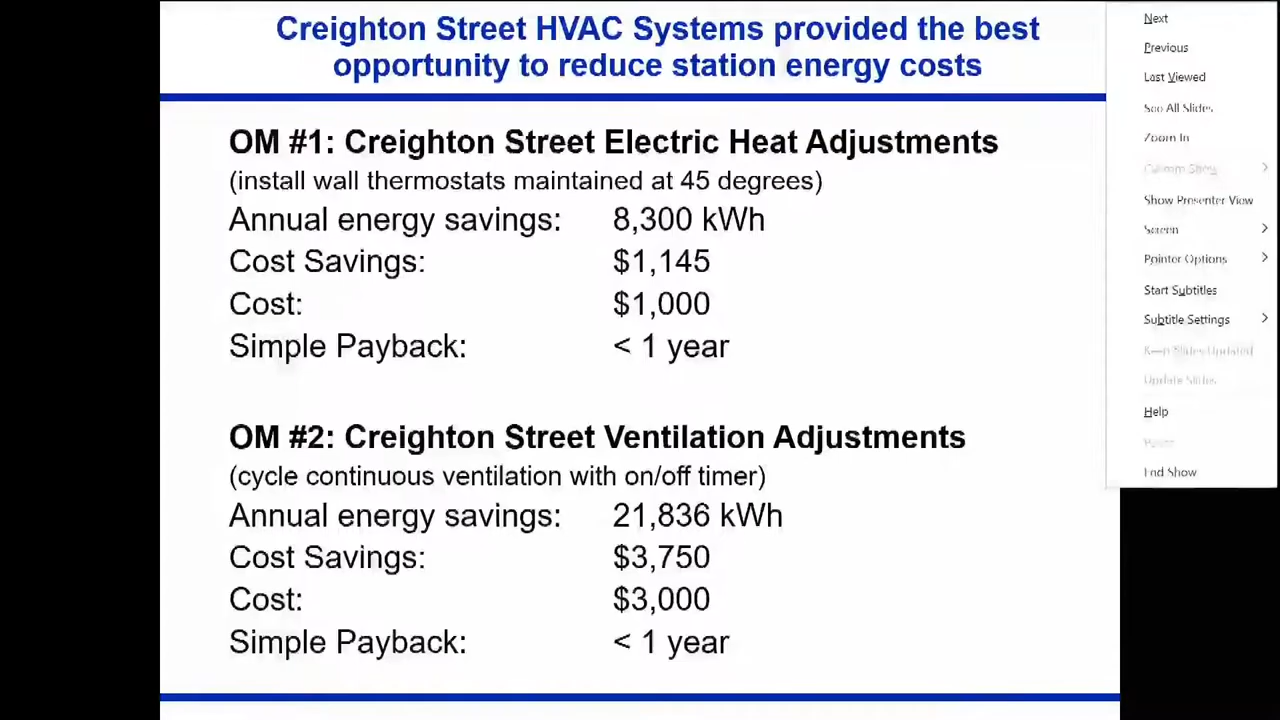 Creighton Street HVAC Systems provided the best
opportunity to reduce station energy costs
OM #1: Creighton Street Electric Heat Adjustments
(install wall thermostats maintained at 45 degrees)
Annual energy savings: 8,300 kWh
Cost Savings: $1,145
Cost: $1,000
Simple Payback: < 1 year
OM #2: Creighton Street Ventilation Adjustments
(cycle continuous ventilation with on/off timer)
Annual energy savings: 21,836 kWh
Cost Savings: $3,750
Cost: $3,000
Simple Payback: < 1 year
Next
Previous
Last Viewed
See All Slides
Zoom In
Show Presenter View
Screen
Pointer Options
Start Subtitles
Subtitle Settings
Keep Slides Updated
Update Slides
Help
End Show